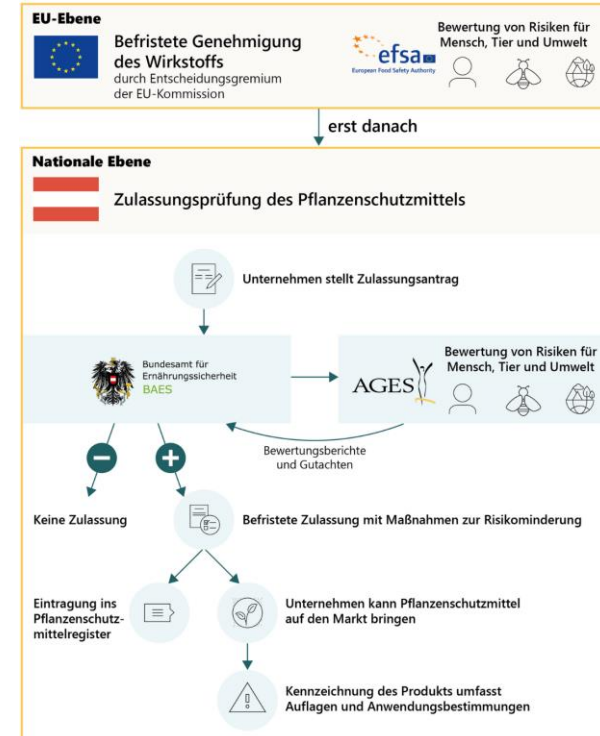 EU-Ebene
Befristete Genehmigung
des Wirkstoffs
durch Entscheidungsgremium
der EU-Kommission
efsa
European Food Safety Authority
Bewertung von Risiken für
Mensch, Tier und Umwelt
erst danach
Nationale Ebene
Zulassungsprüfung des Pflanzenschutzmittels
Unternehmen stellt Zulassungsantrag
Bundesamt für
Ernährungssicherheit
BAES
AGES
Bewertung von Risiken für
Mensch, Tier und Umwelt
Bewertungsberichte
und Gutachten
Keine Zulassung
Befristete Zulassung mit Maßnahmen zur Risikominderung
Eintragung ins
Pflanzenschutz-
mittelregister
Unternehmen kann Pflanzenschutzmittel
auf den Markt bringen
Kennzeichnung des Produkts umfasst
Auflagen und Anwendungsbestimmungen